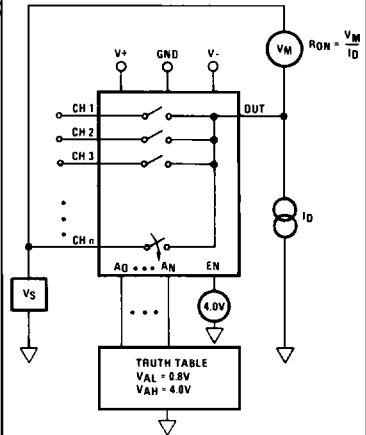 V+ GND V-
VM
RON = VM/ID
CH 1
OUT
CH 2
CH 3
ID
CH n
A0 ••• AN EN
VS
4.0V
TRUTH TABLE
VAL = 0.8V
VAH = 4.0V